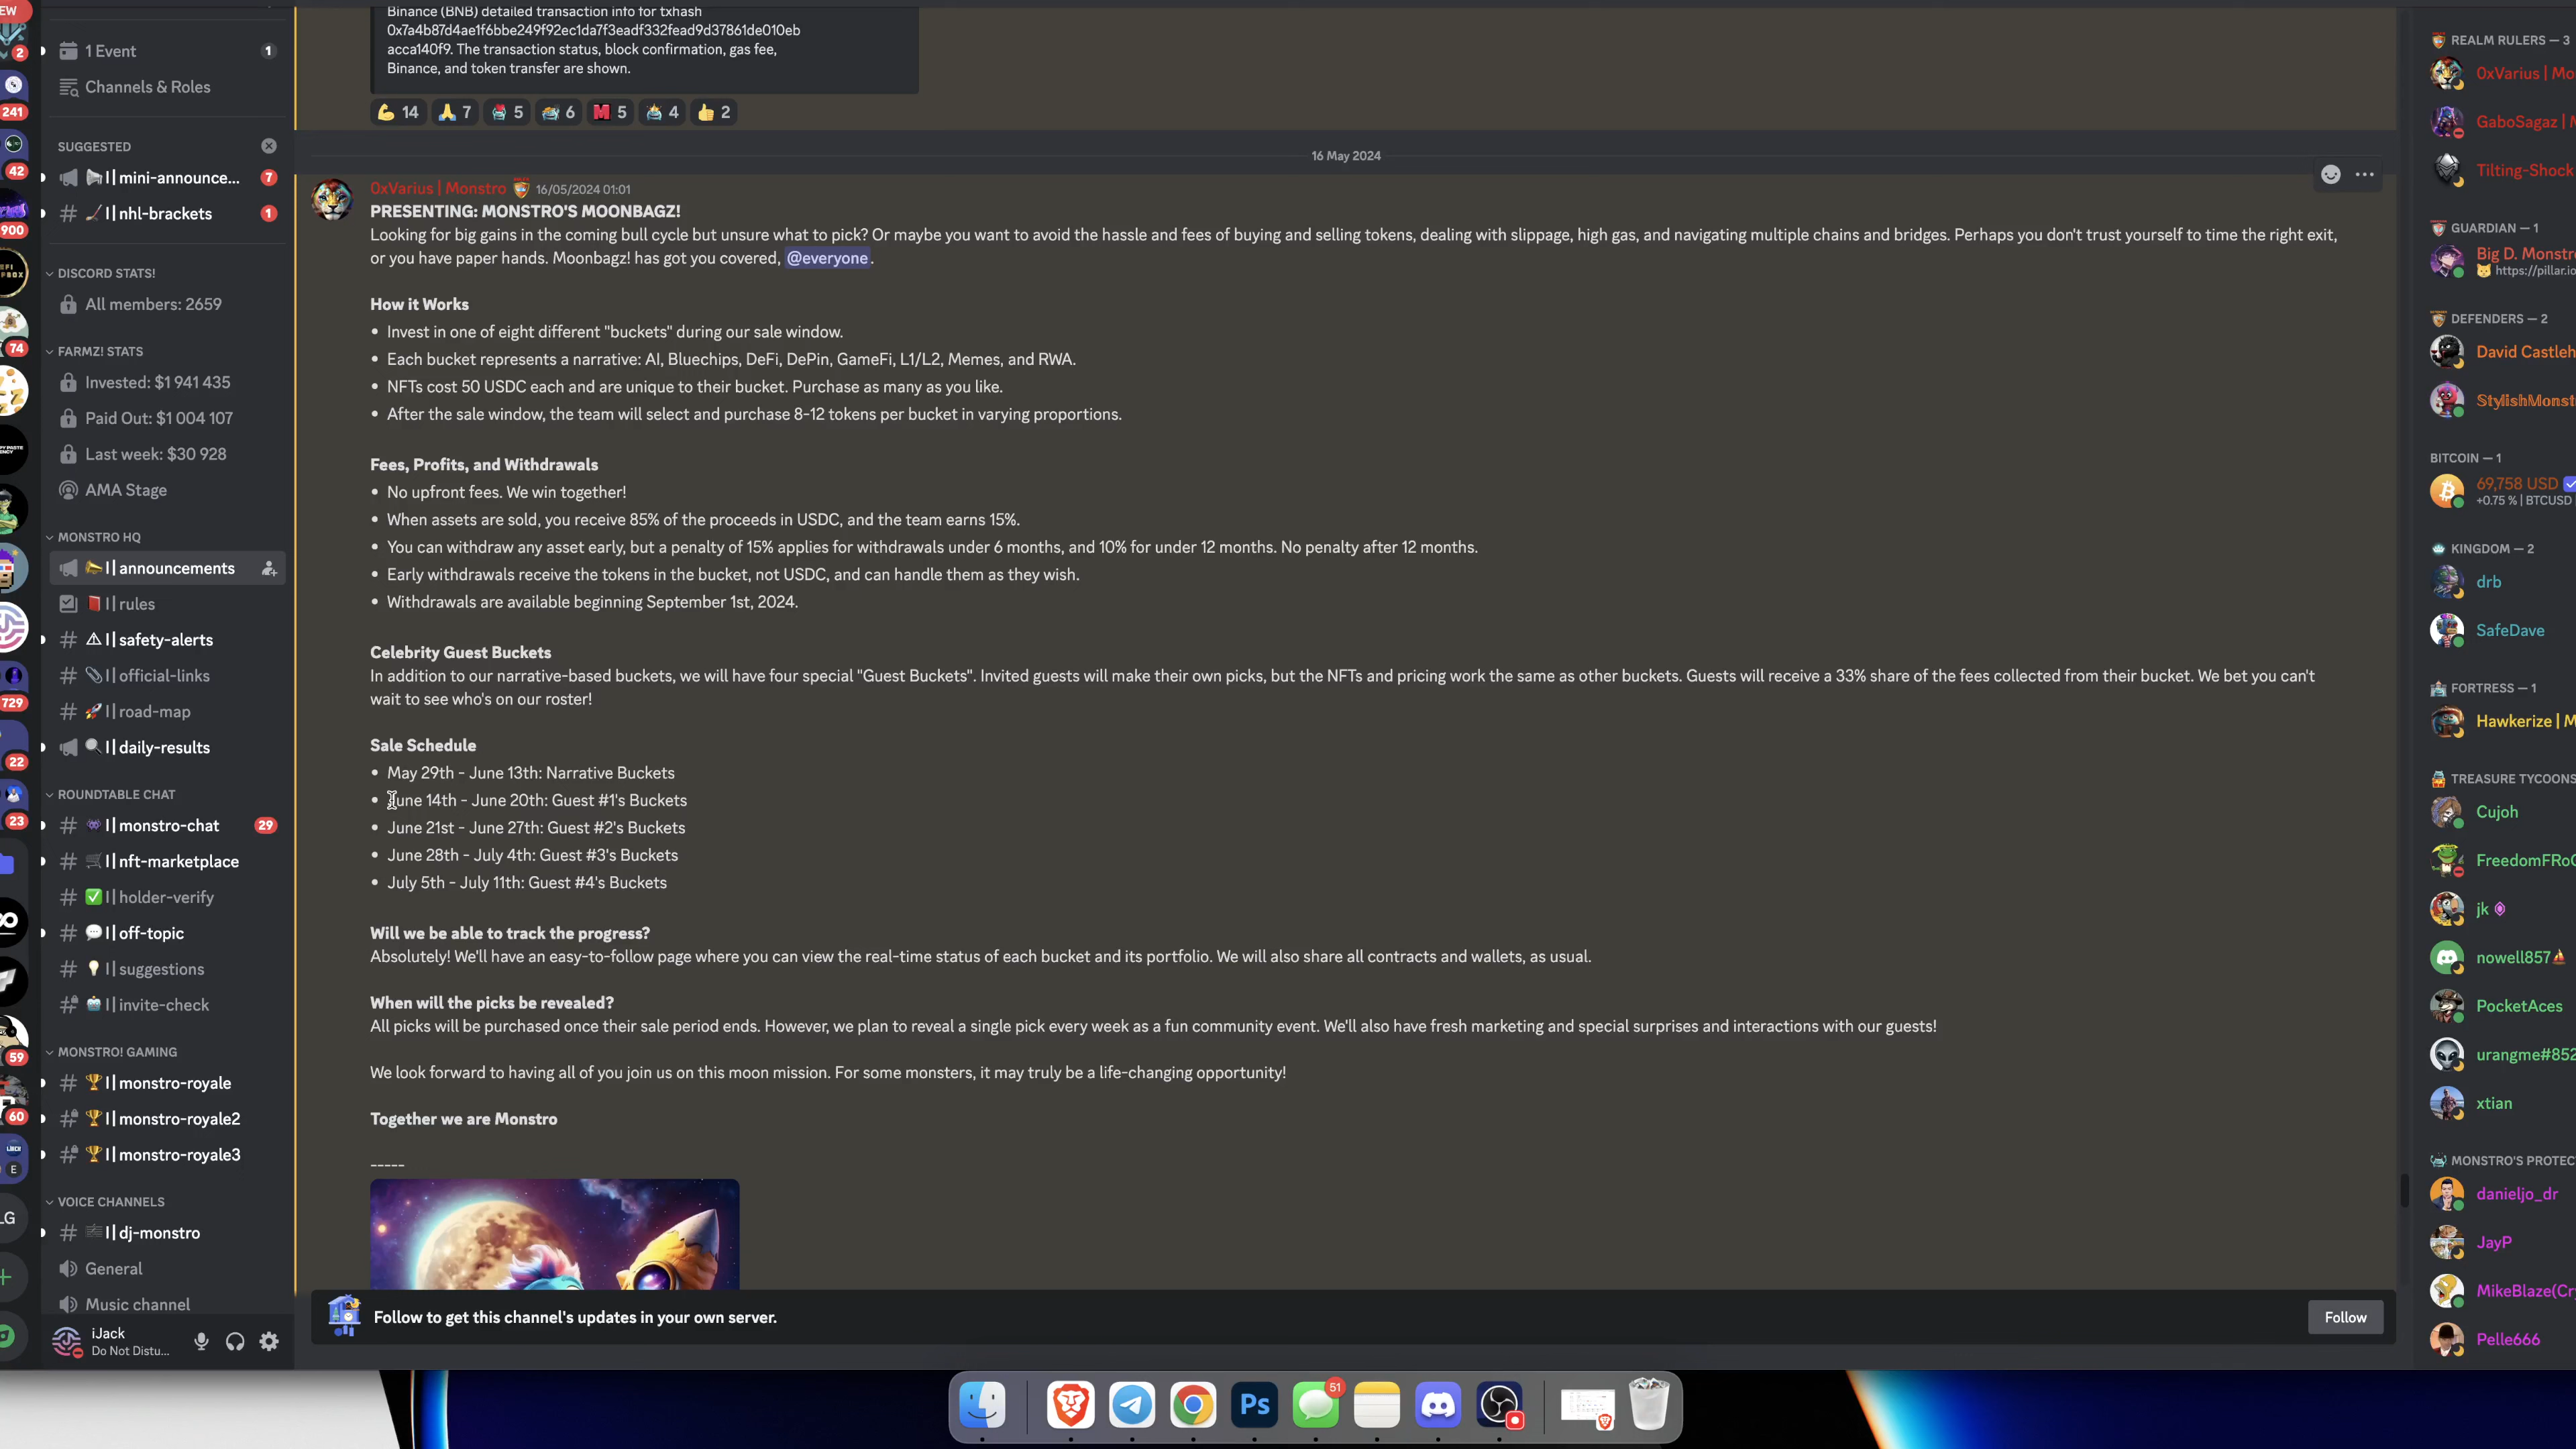 EW
2
241
42
900
74
729
22
23
59
60
E
LG
1 Event
1
Channels & Roles
SUGGESTED
mini-announce...
7
nhl-brackets
1
DISCORD STATS!
All members: 2659
FARMZ! STATS
Invested: $1 941 435
Paid Out: $1 004 107
Last week: $30 928
AMA Stage
MONSTRO HQ
announcements
rules
safety-alerts
official-links
road-map
daily-results
ROUNDTABLE CHAT
monstro-chat
29
nft-marketplace
holder-verify
off-topic
suggestions
invite-check
MONSTRO! GAMING
monstro-royale
monstro-royale2
monstro-royale3
VOICE CHANNELS
dj-monstro
General
Music channel
iJack
Do Not Distu...
Binance (BNB) detailed transaction info for txhash
0x7a4b87d4ae1f6bbe249f92ec1da7f3eadf332fead9d37861de010eb
acca140f9. The transaction status, block confirmation, gas fee,
Binance, and token transfer are shown.
14 7 5 6 5 4 2
16 May 2024
0xVarius | Monstro 16/05/2024 01:01
PRESENTING: MONSTRO'S MOONBAGZ!
Looking for big gains in the coming bull cycle but unsure what to pick? Or maybe you want to avoid the hassle and fees of buying and selling tokens, dealing with slippage, high gas, and navigating multiple chains and bridges. Perhaps you don't trust yourself to time the right exit,
or you have paper hands. Moonbagz! has got you covered, @everyone.
How it Works
• Invest in one of eight different "buckets" during our sale window.
• Each bucket represents a narrative: AI, Bluechips, DeFi, DePin, GameFi, L1/L2, Memes, and RWA.
• NFTs cost 50 USDC each and are unique to their bucket. Purchase as many as you like.
• After the sale window, the team will select and purchase 8-12 tokens per bucket in varying proportions.
Fees, Profits, and Withdrawals
• No upfront fees. We win together!
• When assets are sold, you receive 85% of the proceeds in USDC, and the team earns 15%.
• You can withdraw any asset early, but a penalty of 15% applies for withdrawals under 6 months, and 10% for under 12 months. No penalty after 12 months.
• Early withdrawals receive the tokens in the bucket, not USDC, and can handle them as they wish.
• Withdrawals are available beginning September 1st, 2024.
Celebrity Guest Buckets
In addition to our narrative-based buckets, we will have four special "Guest Buckets". Invited guests will make their own picks, but the NFTs and pricing work the same as other buckets. Guests will receive a 33% share of the fees collected from their bucket. We bet you can't
wait to see who's on our roster!
Sale Schedule
• May 29th - June 13th: Narrative Buckets
• June 14th - June 20th: Guest #1's Buckets
• June 21st - June 27th: Guest #2's Buckets
• June 28th - July 4th: Guest #3's Buckets
• July 5th - July 11th: Guest #4's Buckets
Will we be able to track the progress?
Absolutely! We'll have an easy-to-follow page where you can view the real-time status of each bucket and its portfolio. We will also share all contracts and wallets, as usual.
When will the picks be revealed?
All picks will be purchased once their sale period ends. However, we plan to reveal a single pick every week as a fun community event. We'll also have fresh marketing and special surprises and interactions with our guests!
We look forward to having all of you join us on this moon mission. For some monsters, it may truly be a life-changing opportunity!
Together we are Monstro
-----
Follow to get this channel's updates in your own server.
Follow
REALM RULERS — 3
0xVarius | Mo
GaboSagaz | M
Tilting-Shock
GUARDIAN — 1
Big D. Monstro
https://pillar.io
DEFENDERS — 2
David Castleh
StylishMonst
BITCOIN — 1
69,758 USD
+0.75 % | BTCUSD
KINGDOM — 2
drb
SafeDave
FORTRESS — 1
Hawkerize | M
TREASURE TYCOONS
Cujoh
FreedomFRoG
jk
nowell857
PocketAces
urangme#852
xtian
MONSTRO'S PROTEC
danieljo_dr
JayP
MikeBlaze(Cry
Pelle666
Ps
51